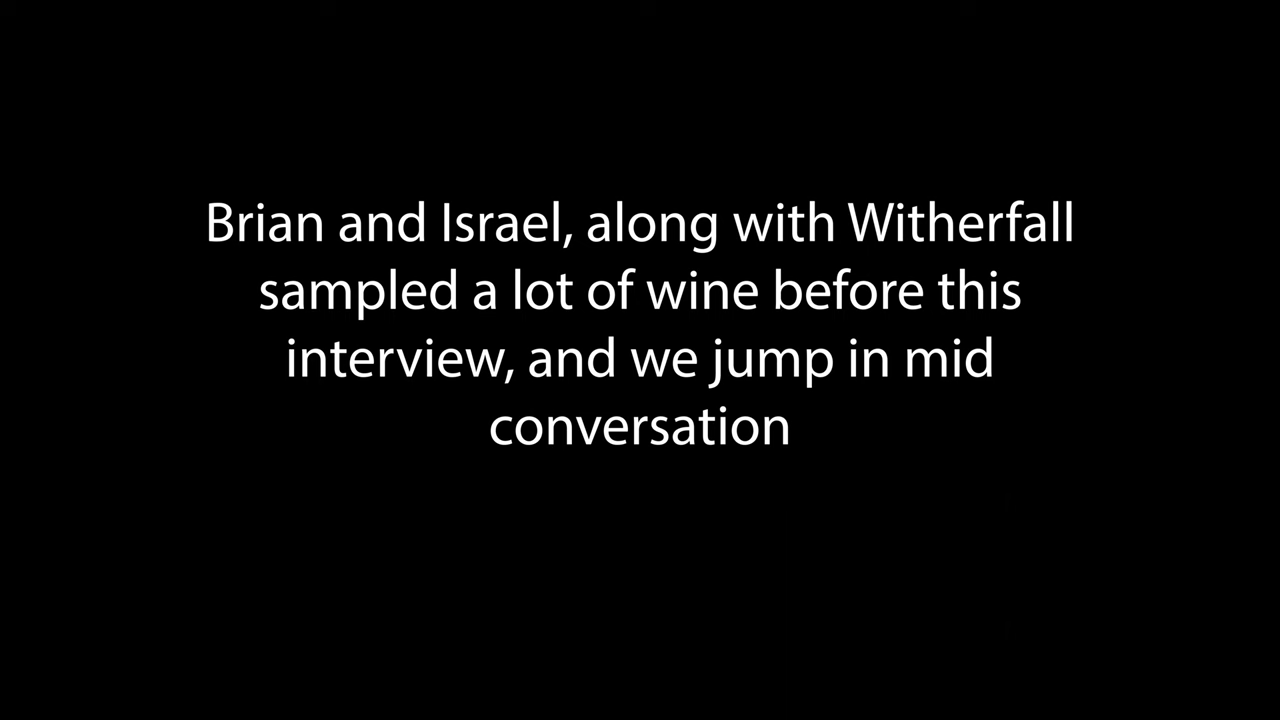 Brian and Israel, along with Witherfall
sampled a lot of wine before this
interview, and we jump in mid
conversation